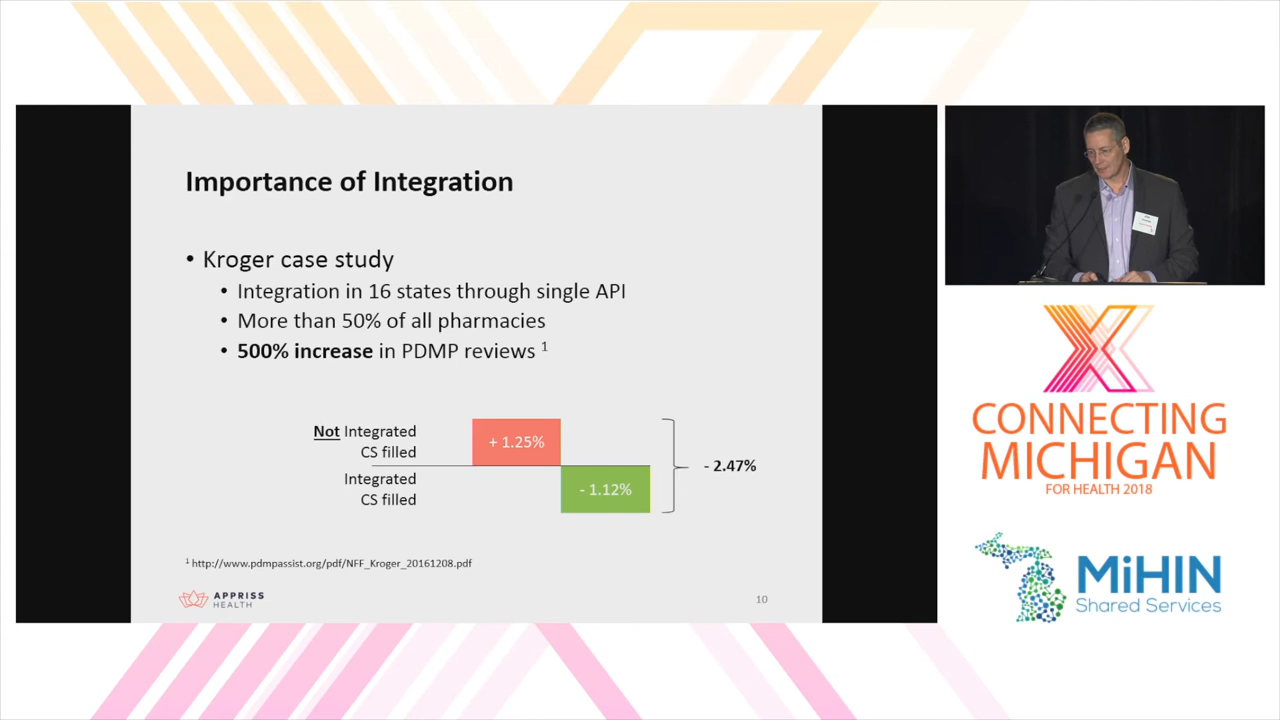 Importance of Integration
• Kroger case study
• Integration in 16 states through single API
• More than 50% of all pharmacies
• 500% increase in PDMP reviews 1
Not Integrated
CS filled
+ 1.25%
Integrated
CS filled
- 1.12%
- 2.47%
1 http://www.pdmpassist.org/pdf/NFF_Kroger_20161208.pdf
APPRISS
HEALTH
10
CONNECTING
MICHIGAN
FOR HEALTH 2018
MiHIN
Shared Services